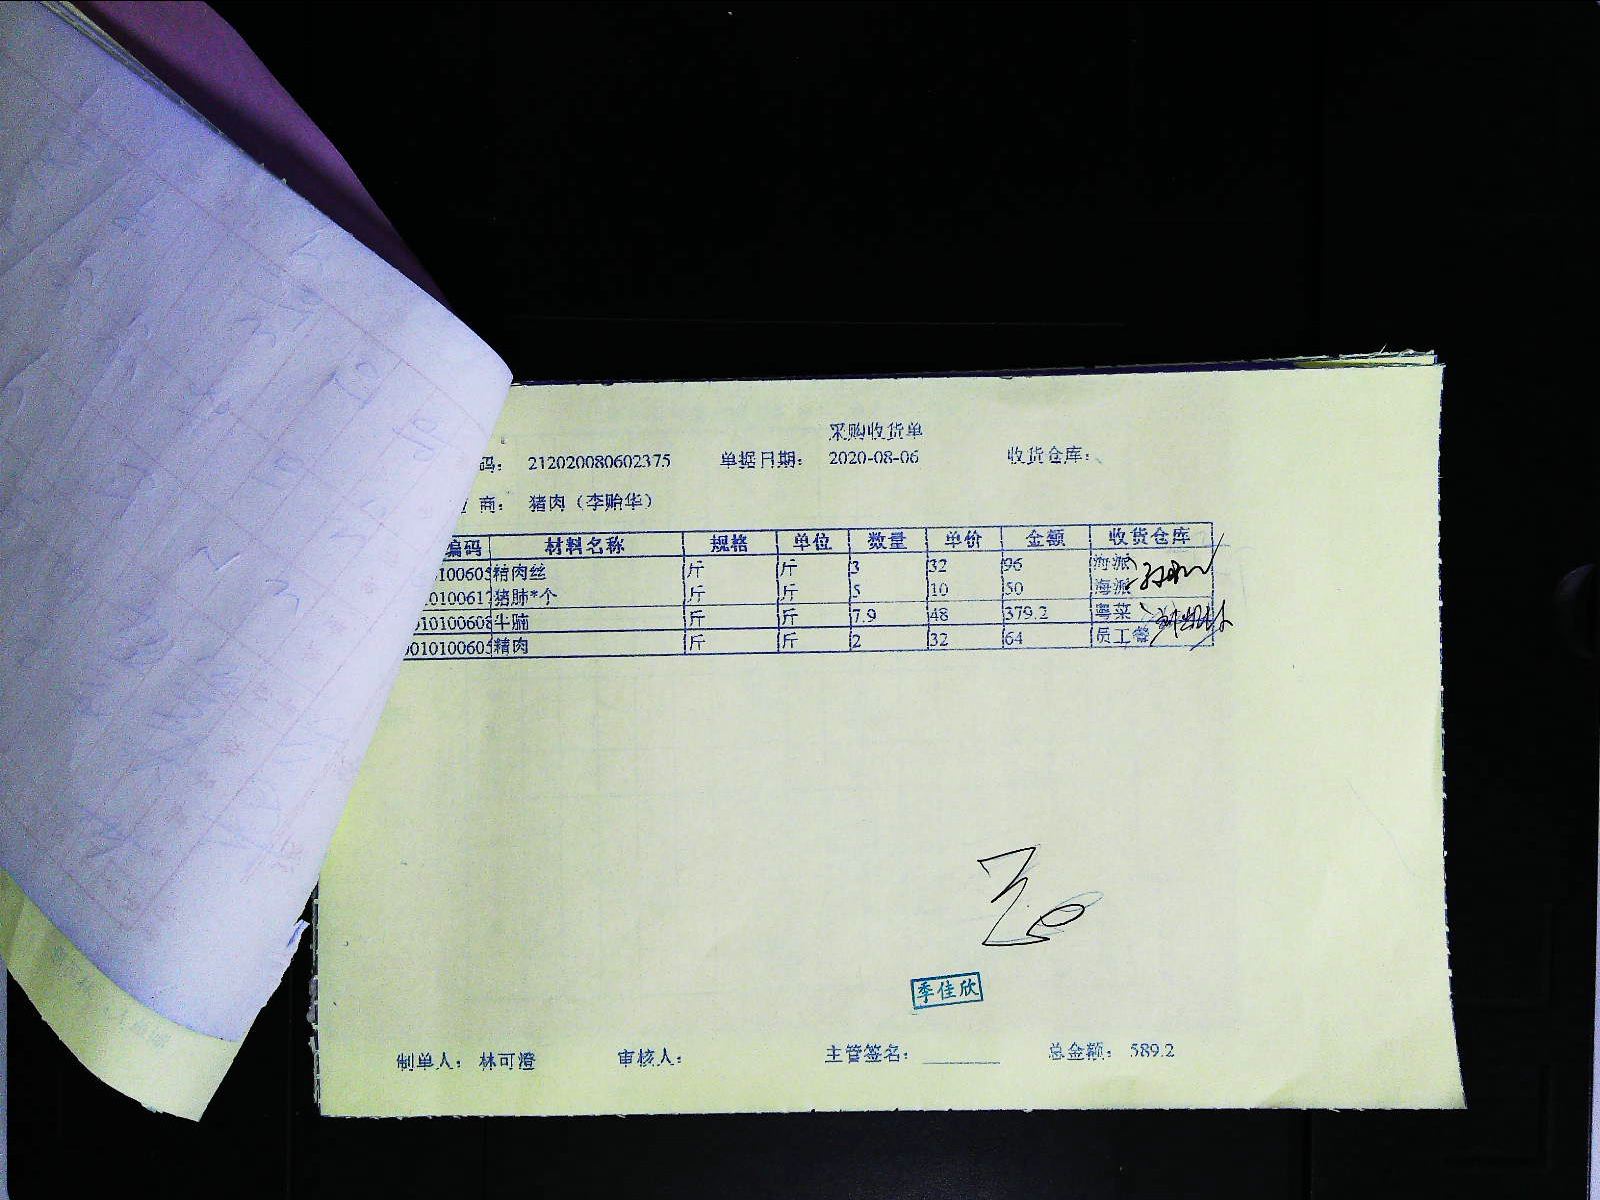 采购收货单
码： 212020080602375 单据日期： 2020-08-06 收货仓库：
商： 猪肉（李贻华）
编码 材料名称 规格 单位 数量 单价 金额 收货仓库
精肉丝 斤 斤 3 32 96 海派
猪肺*个 斤 斤 5 10 50 海派
牛腩 斤 斤 7.9 48 379.2 粤菜
精肉 斤 斤 2 32 64 员工餐
季佳欣
制单人： 林可澄 审核人： 主管签名： 总金额： 589.2